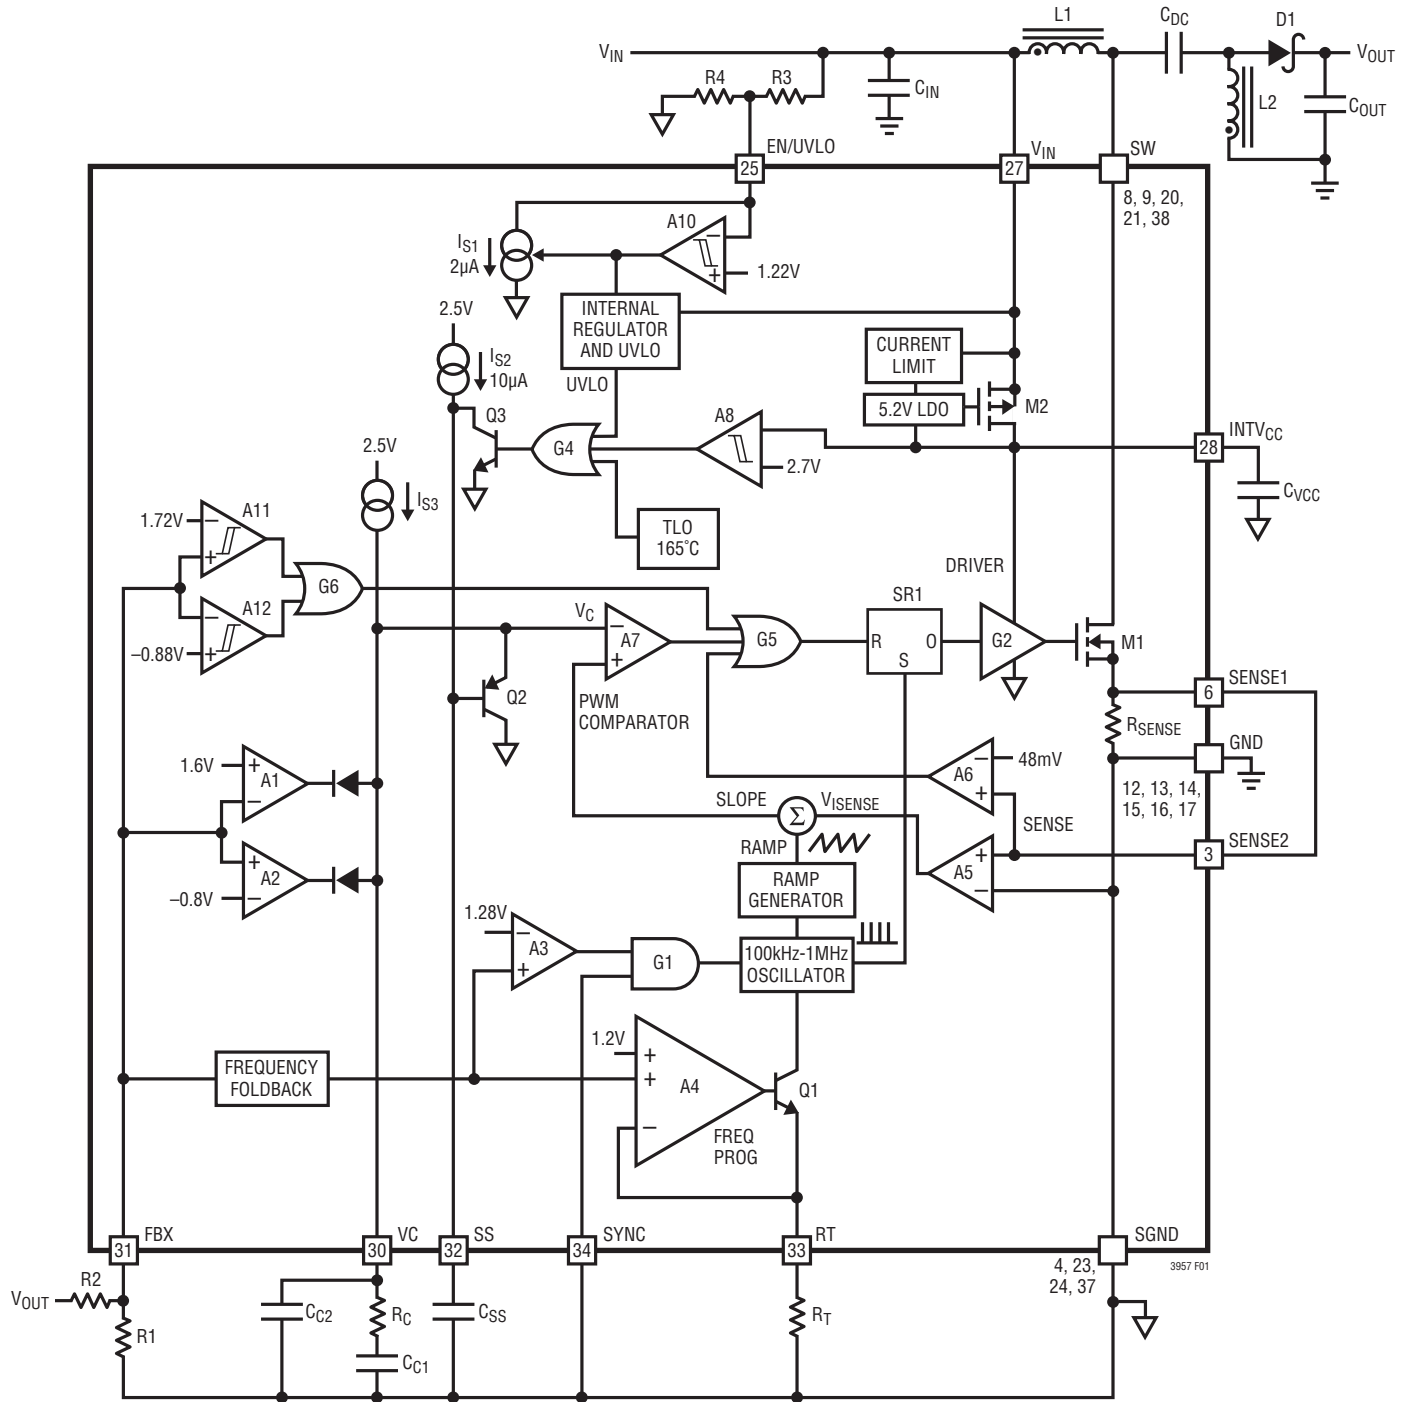 L1
CDC
D1
VIN
VOUT
R4
R3
CIN
L2
COUT
EN/UVLO
VIN
SW
25
27
8, 9, 20,
21, 38
A10
–
+
1.22V
IS1
2µA
2.5V
INTERNAL
REGULATOR
AND UVLO
CURRENT
LIMIT
IS2
10µA
UVLO
5.2V LDO
M2
Q3
A8
G4
2.7V
INTVCC
28
CVCC
2.5V
IS3
TLO
165˚C
1.72V
–
+
A11
G6
A12
–
+
–0.88V
DRIVER
VC
–
A7
+
G5
SR1
R
O
S
G2
M1
Q2
PWM
COMPARATOR
SENSE1
6
RSENSE
GND
12, 13, 14,
15, 16, 17
1.6V
+
A1
–
A6
–
48mV
+
SLOPE
Σ
VISENSE
SENSE
SENSE2
3
+
A2
–
–0.8V
RAMP
A5
+
–
RAMP
GENERATOR
1.28V
–
A3
+
G1
100kHz-1MHz
OSCILLATOR
1.2V
+
+
–
A4
Q1
FREQ
PROG
FREQUENCY
FOLDBACK
FBX
31
VC
30
SS
32
SYNC
34
RT
33
SGND
4, 23,
24, 37
3957 F01
R2
VOUT
R1
CC2
RC
CC1
CSS
RT